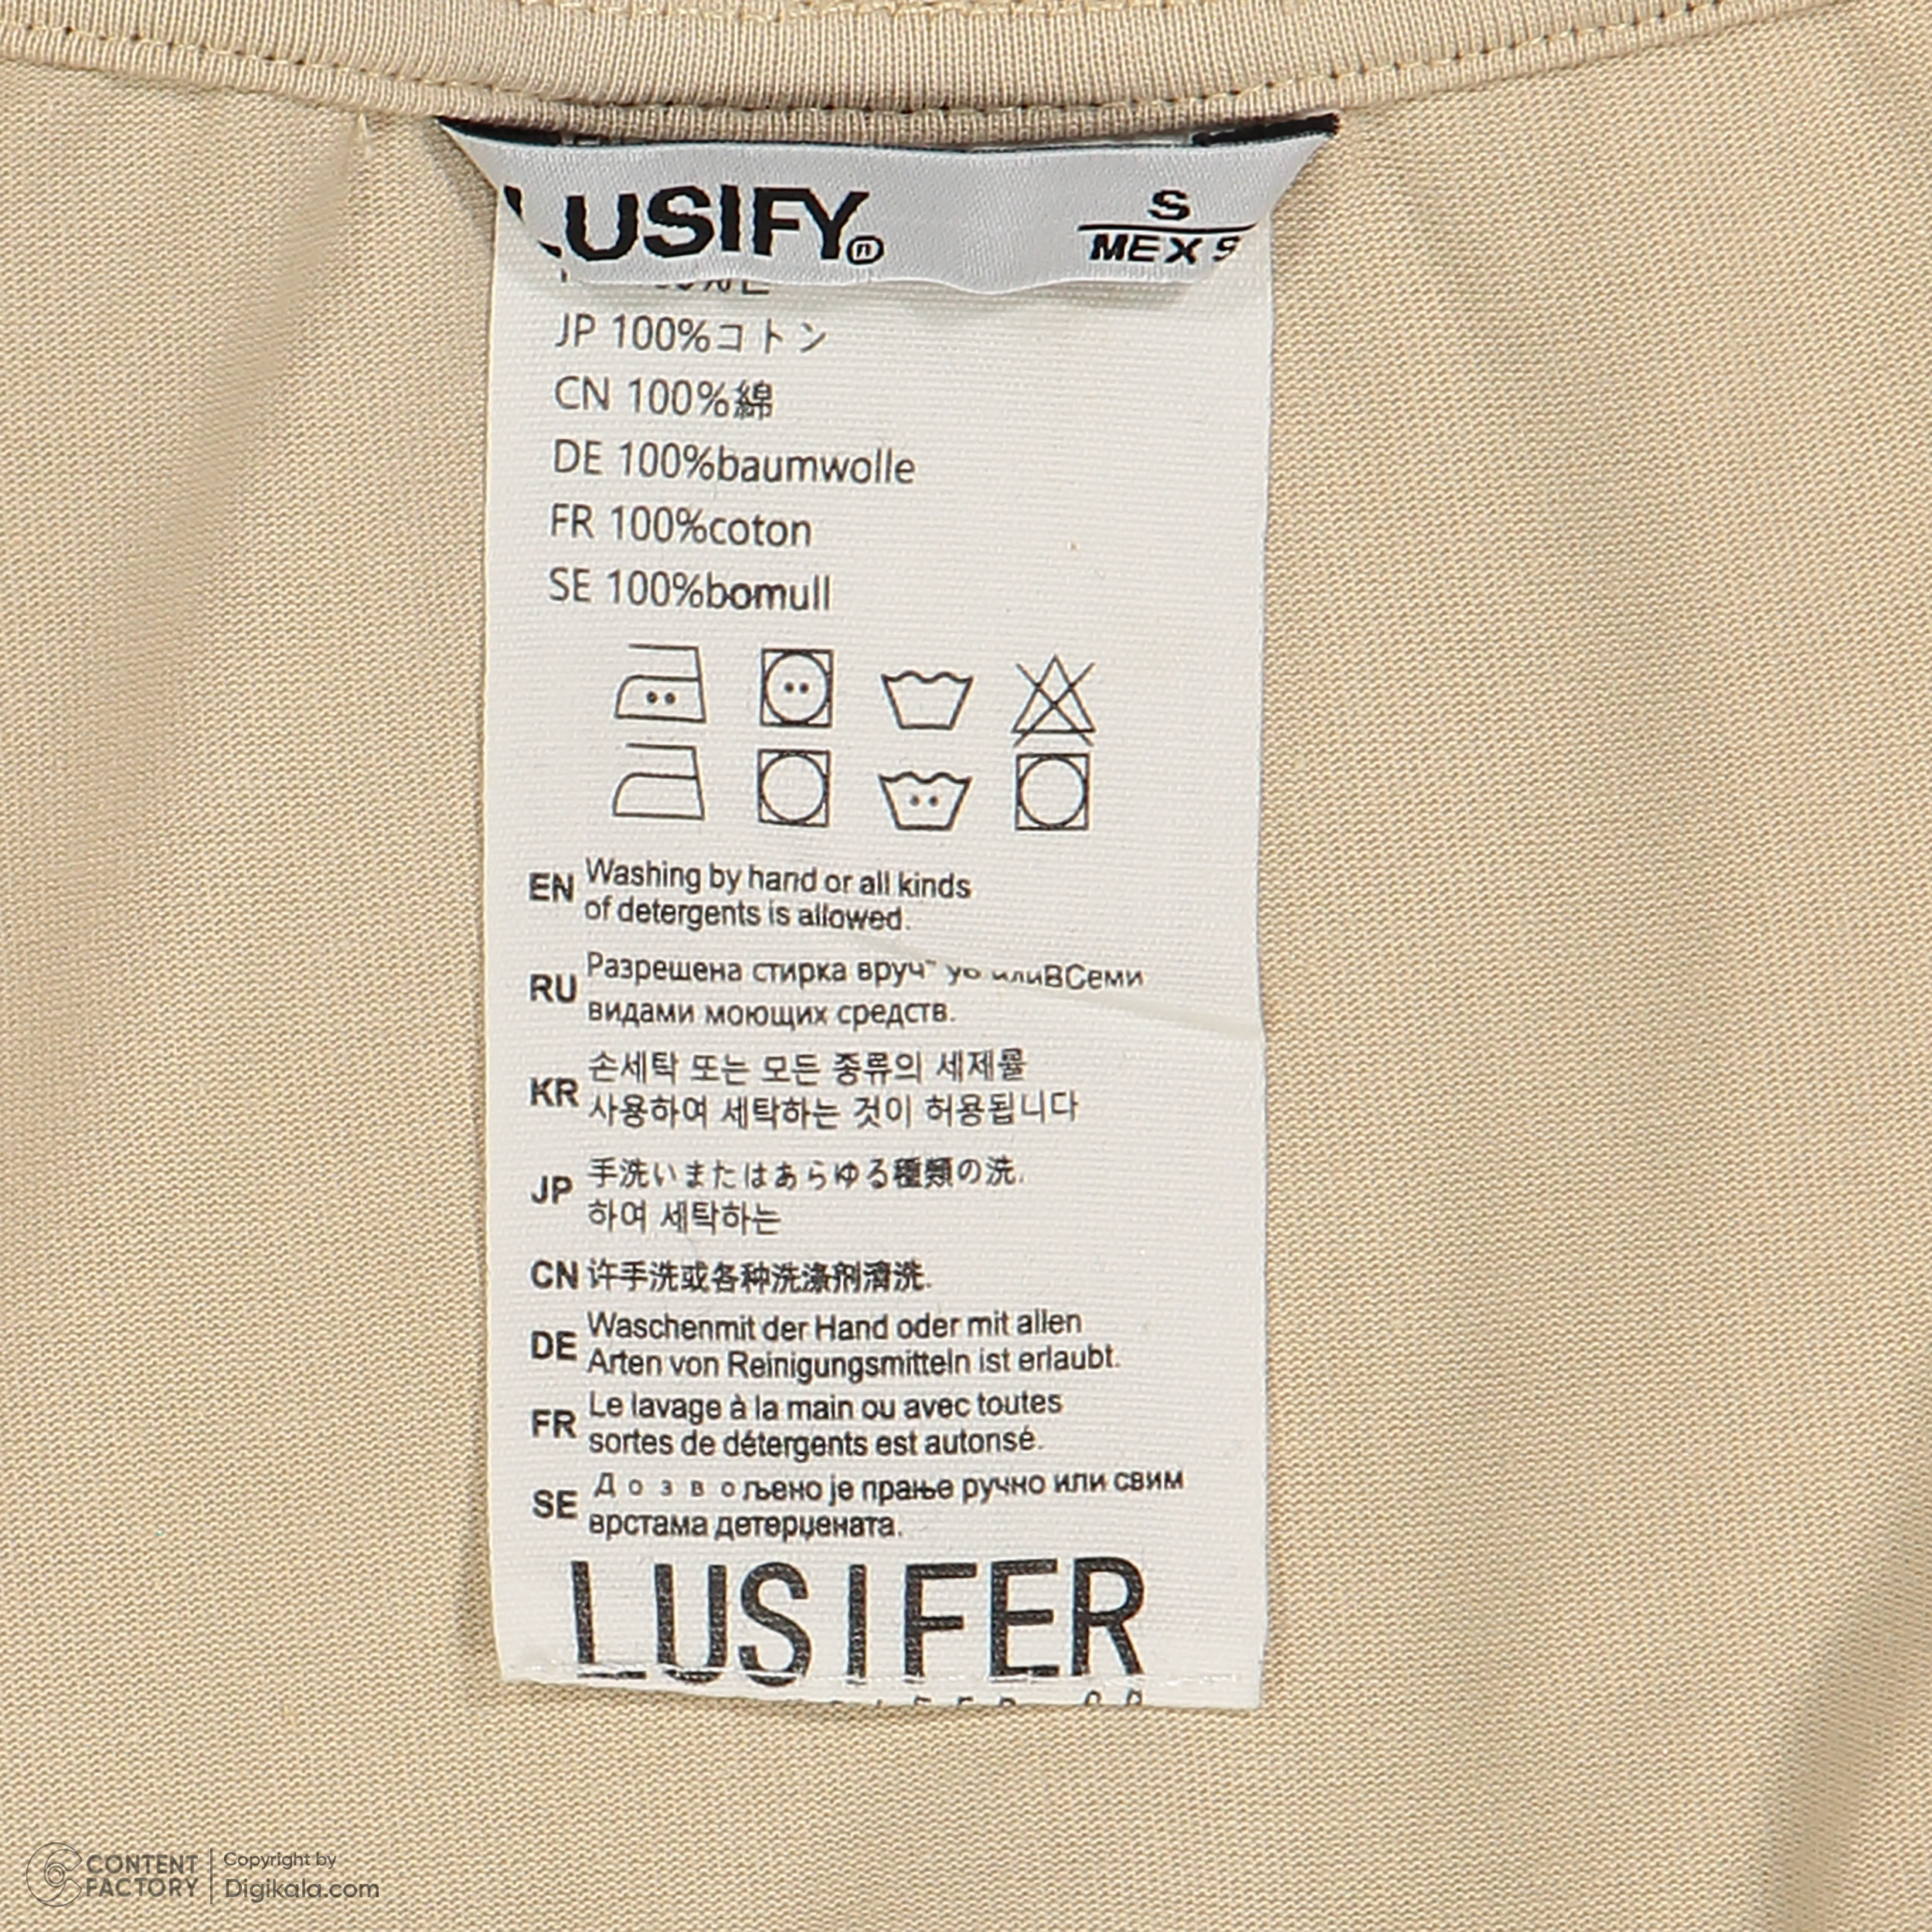 LUSIFY
S
MEX S
JP 100%コトン
CN 100%綿
DE 100%baumwolle
FR 100%coton
SE 100%bomull
EN Washing by hand or all kinds
of detergents is allowed.
RU Разрешена стирка илиВСеми
видами моющих средств.
KR 손세탁 또는 모든 종류의 세제를
사용하여 세탁하는 것이 허용됩니다
JP 手洗いまたはあらゆる種類の洗.
하여 세탁하는
CN 许手洗或各种洗涤剂清洗.
DE Waschenmit der Hand oder mit allen
Arten von Reinigungsmitteln ist erlaubt.
FR Le lavage à la main ou avec toutes
sortes de détergents est autonsé.
SE Д о з в ољено је прање ручно или свим
врстама детерџената.
LUSIFER
CONTENT FACTORY
Copyright by
Digikala.com